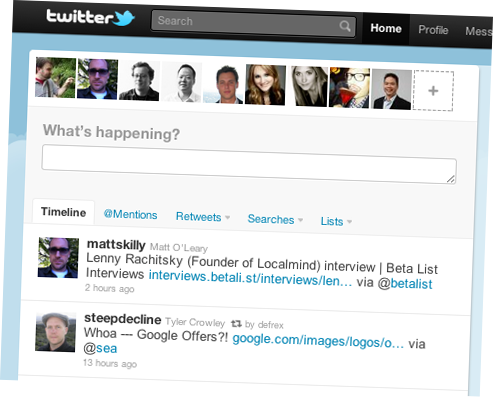 twitter
Search
Home
Profile
Mess
+
What's happening?
Timeline
@Mentions
Retweets
Searches
Lists
mattskilly Matt O'Leary
Lenny Rachitsky (Founder of Localmind) interview | Beta List
Interviews interviews.betali.st/interviews/len… via @betalist
2 hours ago
steepdecline Tyler Crowley by defrex
Whoa --- Google Offers?! google.com/images/logos/o… via
@sea
13 hours ago